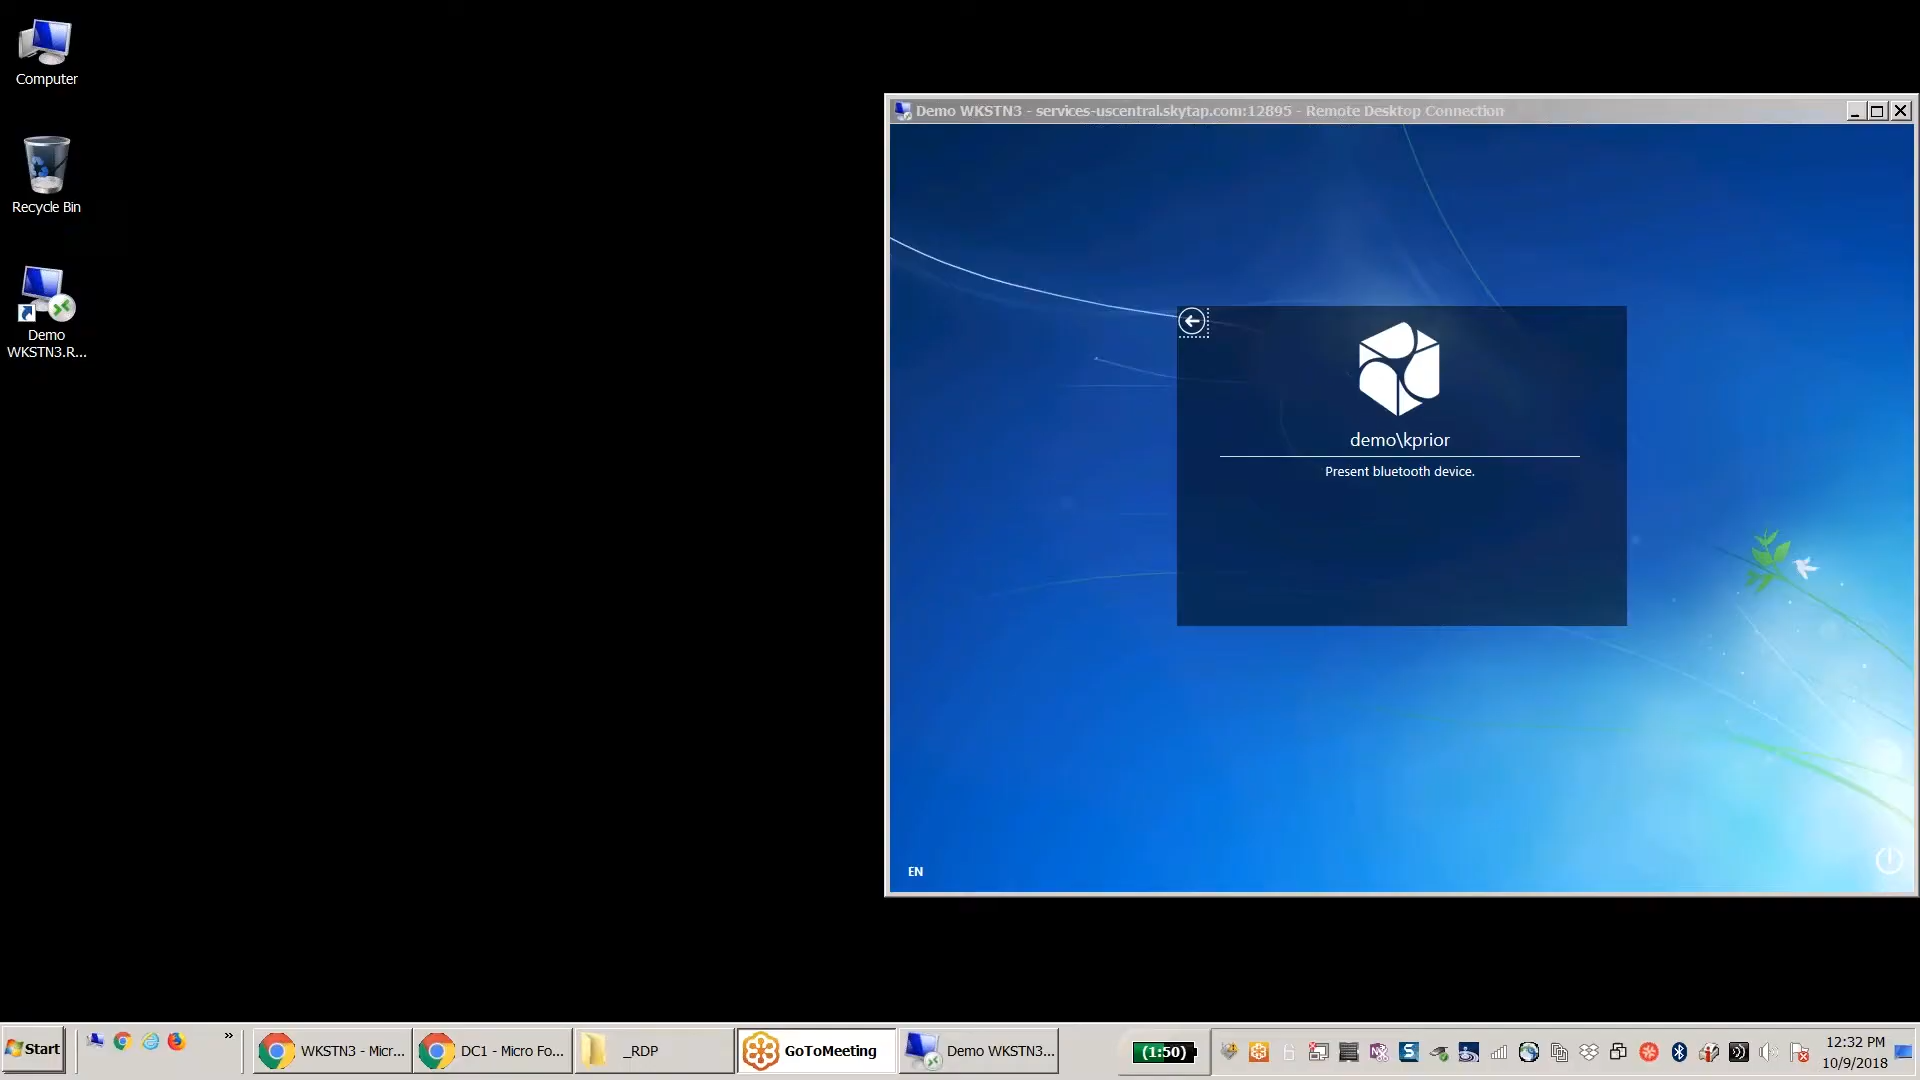 Computer
Recycle Bin
Demo
WKSTN3.R...
Demo WKSTN3 - services-uscentral.skytap.com:12895 - Remote Desktop Connection
demo\kprior
Present bluetooth device.
EN
Start
»
WKSTN3 - Micr...
DC1 - Micro Fo...
_RDP
GoToMeeting
Demo WKSTN3...
(1:50)
12:32 PM
10/9/2018